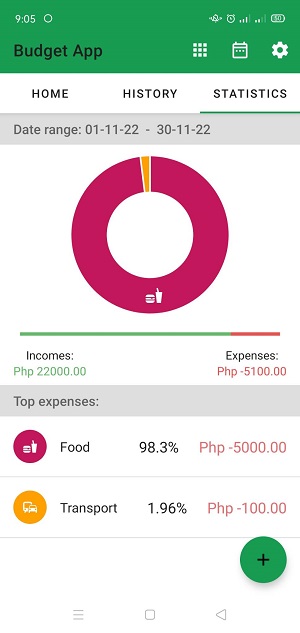 9:05
Budget App
HOME HISTORY STATISTICS
Date range: 01-11-22 - 30-11-22
Incomes: Expenses:
Php 22000.00 Php -5100.00
Top expenses:
Food 98.3% Php -5000.00
Transport 1.96% Php -100.00
+